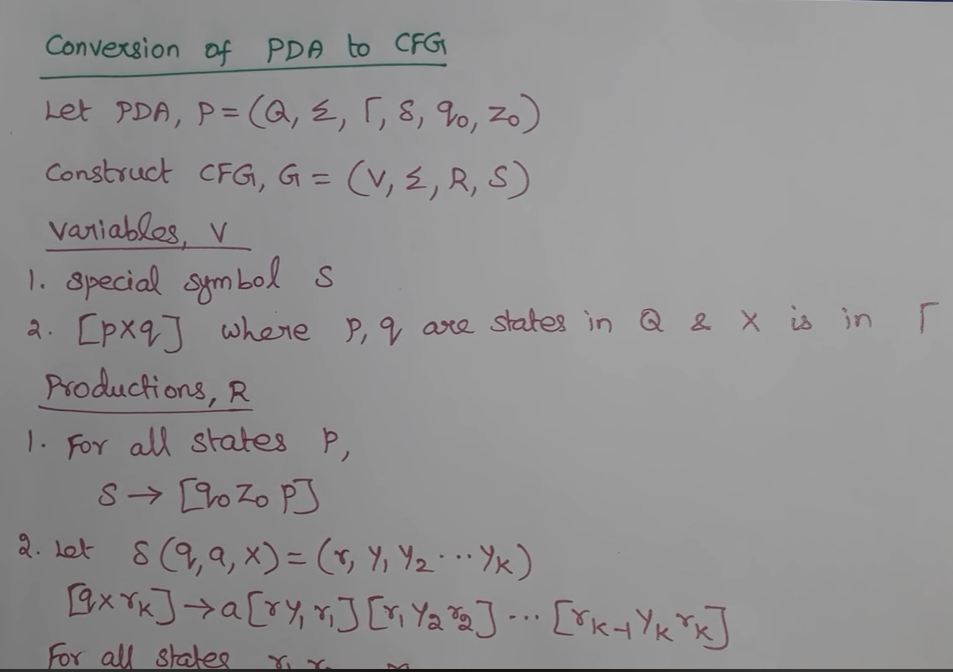 Conversion of PDA to CFG
Let PDA, P = (Q, Σ, Γ, δ, q₀, Z₀)
Construct CFG, G = (V, Σ, R, S)
Variables, V
1. Special symbol S
2. [pXq] where p, q are states in Q & X is in Γ
Productions, R
1. For all states P,
S → [q₀ Z₀ P]
2. Let δ(q, a, X) = (r, Y₁ Y₂ ... Yₖ)
[qXrₖ] → a[rY₁r₁][r₁Y₂r₂] ... [rₖ₋₁Yₖrₖ]
For all states